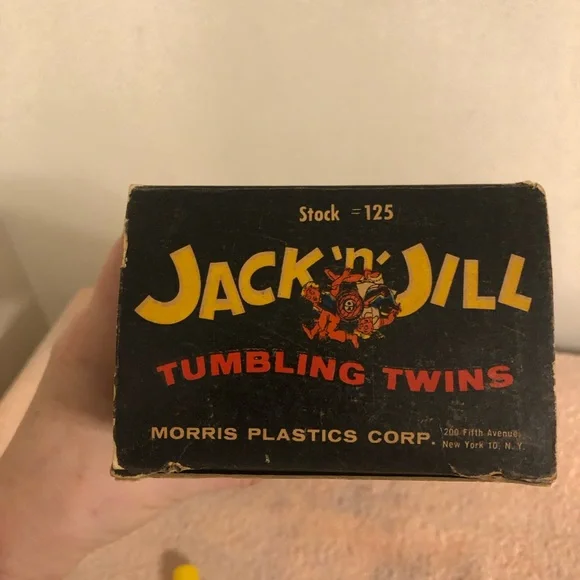 Stock =125
JACK 'n' JILL
TUMBLING TWINS
MORRIS PLASTICS CORP.
200 Fifth Avenue,
New York 10, N.Y.